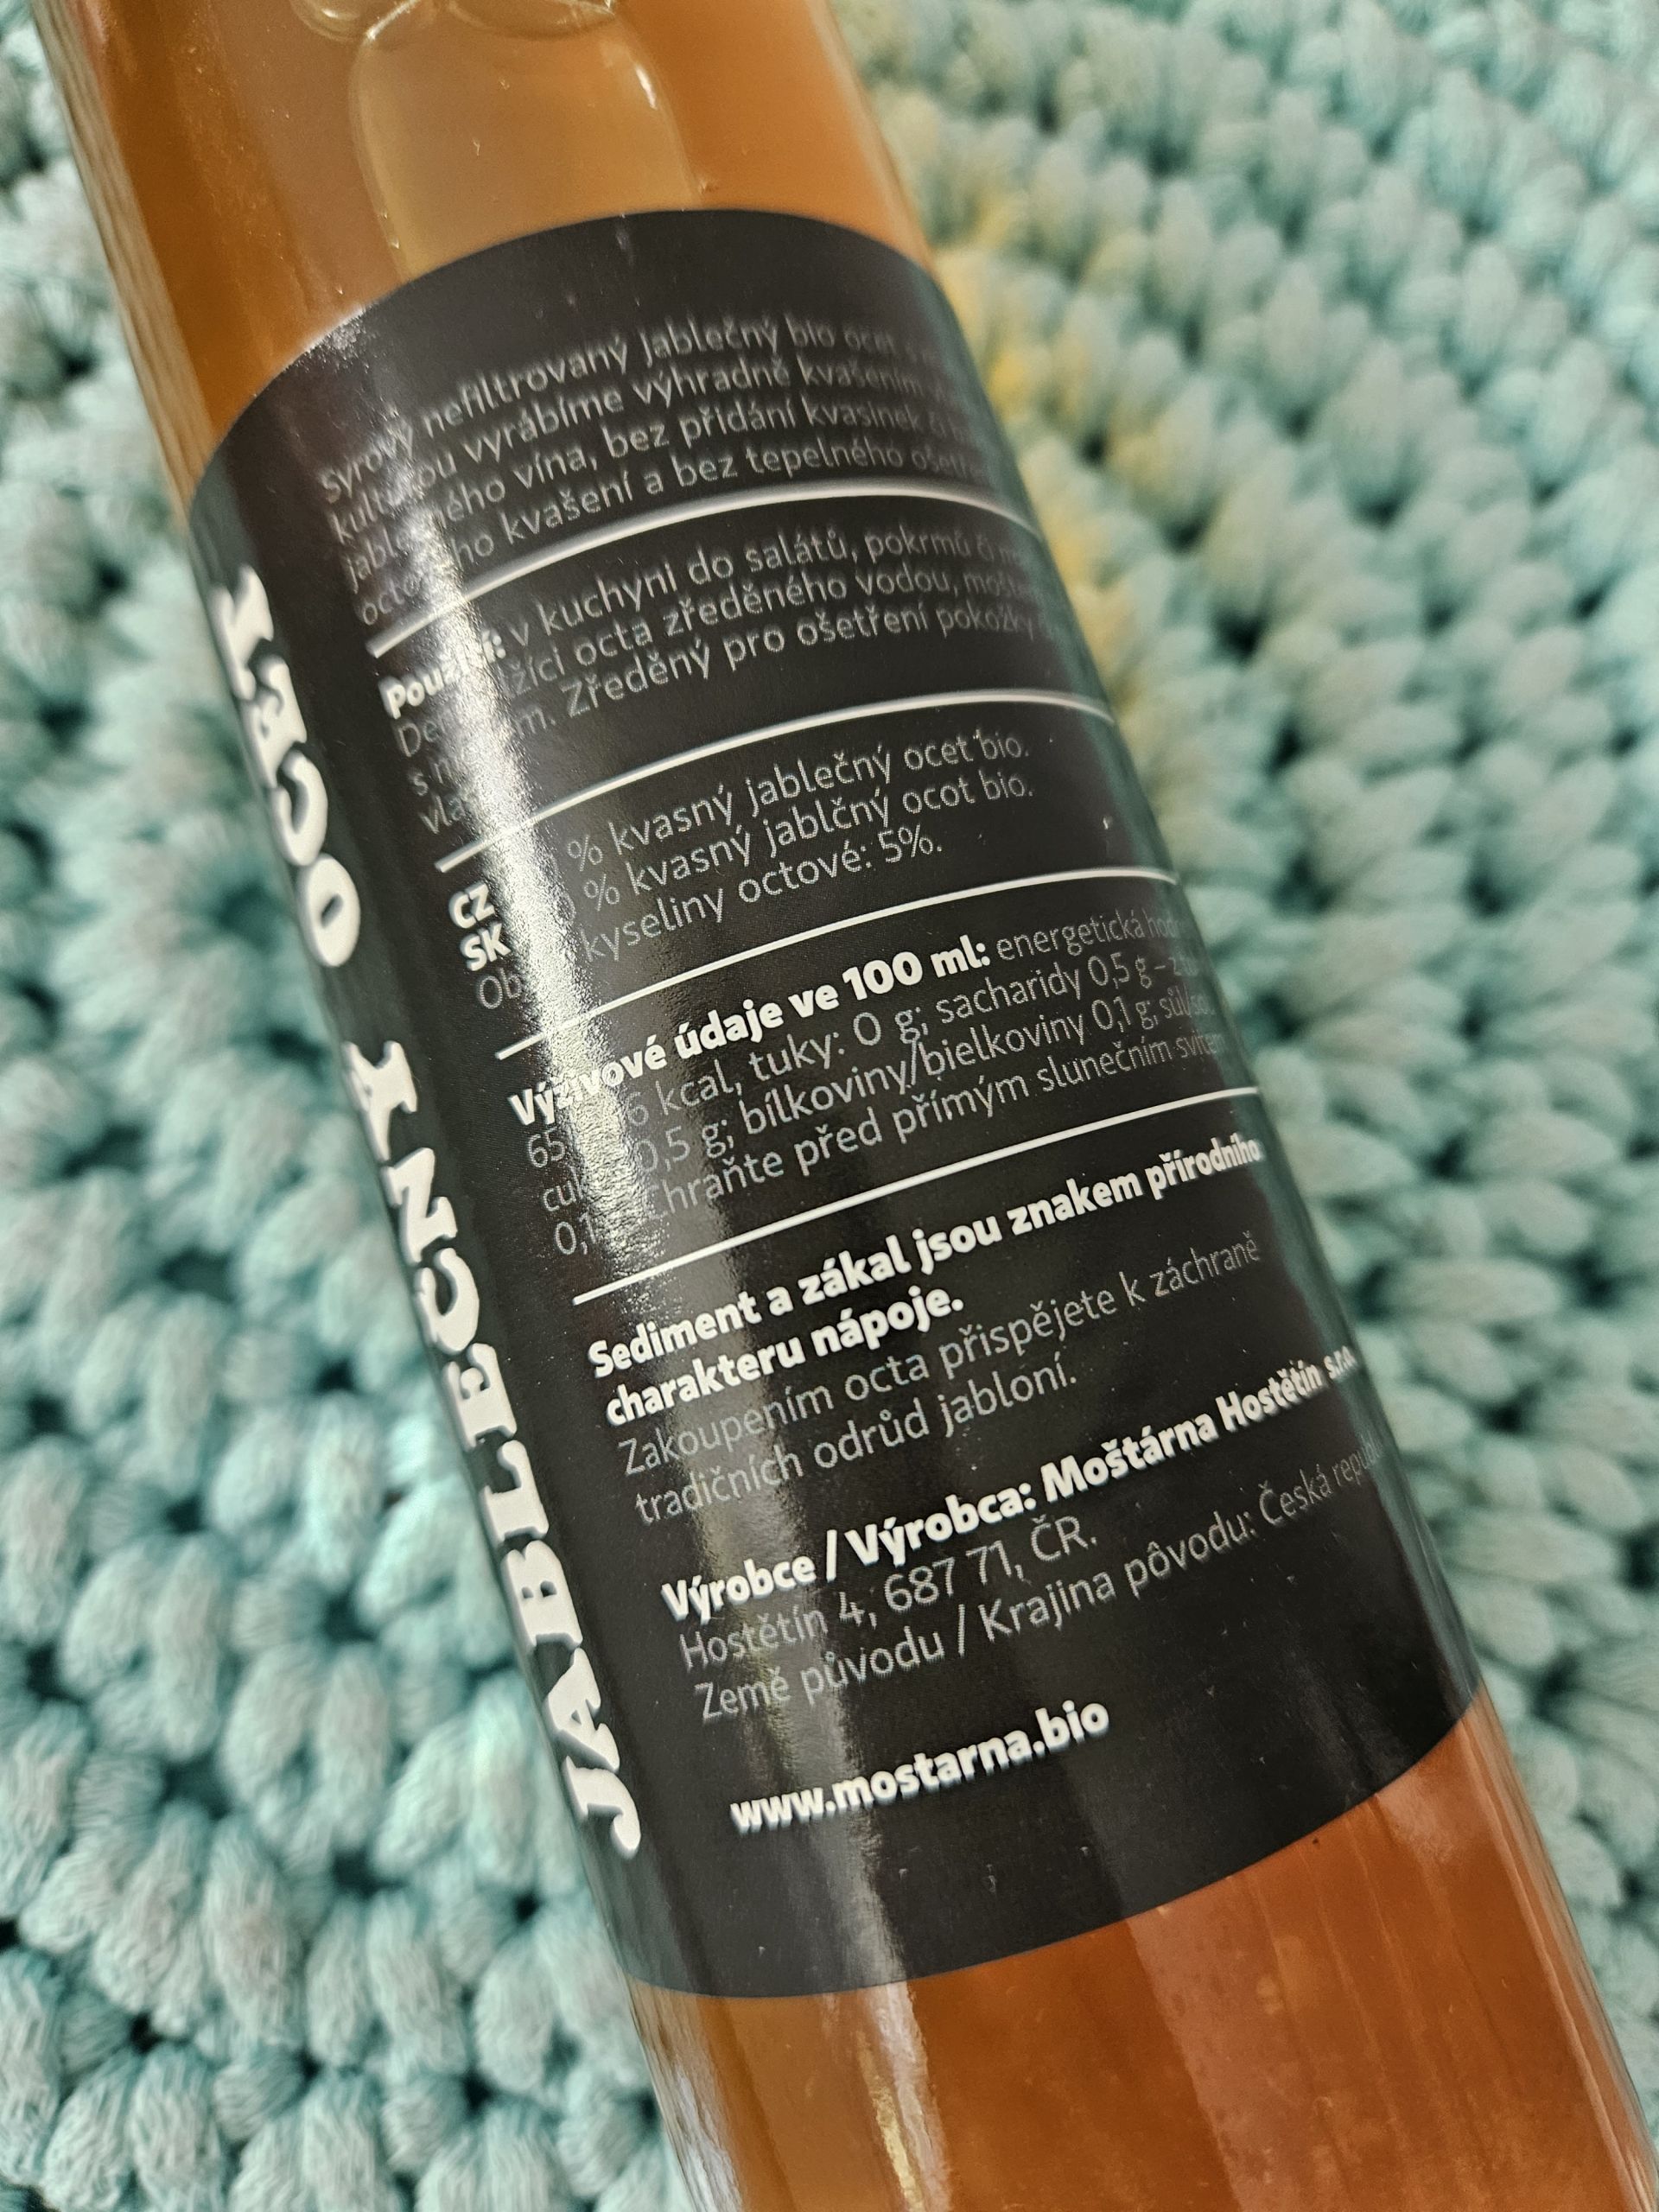 JABLEČNÝ OCET
Syrový nefiltrovaný jablečný bio ocet s
kulturou vyrábíme výhradně kvašením
jablečného vína, bez přidání kvasinek či
octového kvašení a bez tepelného
Použití: v kuchyni do salátů, pokrmů či
octa zředěného vodou,
Zředěný pro ošetření pokožky
CZ % kvasný jablečný ocet bio.
SK % kvasný jablčný ocot bio.
kyseliny octové: 5%.
Výživové údaje ve 100 ml: energetická
65 kcal, tuky: 0 g; sacharidy 0,5 g –
0,5 g; bílkoviny/bielkoviny 0,1 g;
Chraňte před přímým slunečním
Sediment a zákal jsou znakem přírodního
charakteru nápoje.
Zakoupením octa přispějete k záchraně
tradičních odrůd jabloní.
Výrobce / Výrobca: Moštárna Hostětín s.r.o.
Hostětín 4, 687 71, ČR.
Země původu / Krajina pôvodu: Česká
www.mostarna.bio